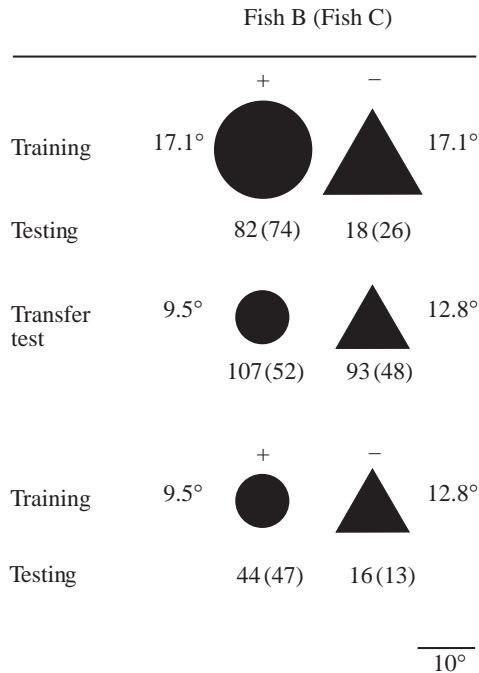 Fish B (Fish C)
+ −
Training 17.1° 17.1°
Testing 82 (74) 18 (26)
Transfer test 9.5° 12.8°
107 (52) 93 (48)
+ −
Training 9.5° 12.8°
Testing 44 (47) 16 (13)
10°